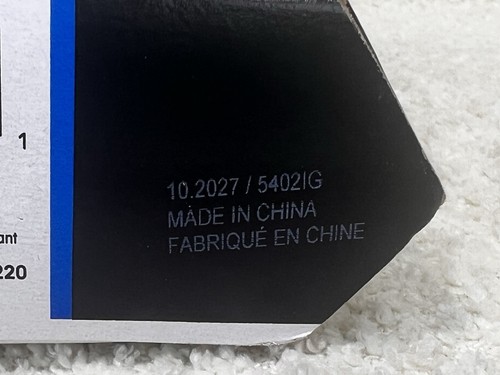 1
10.2027 / 5402IG
MADE IN CHINA
FABRIQUÉ EN CHINE
ant
220